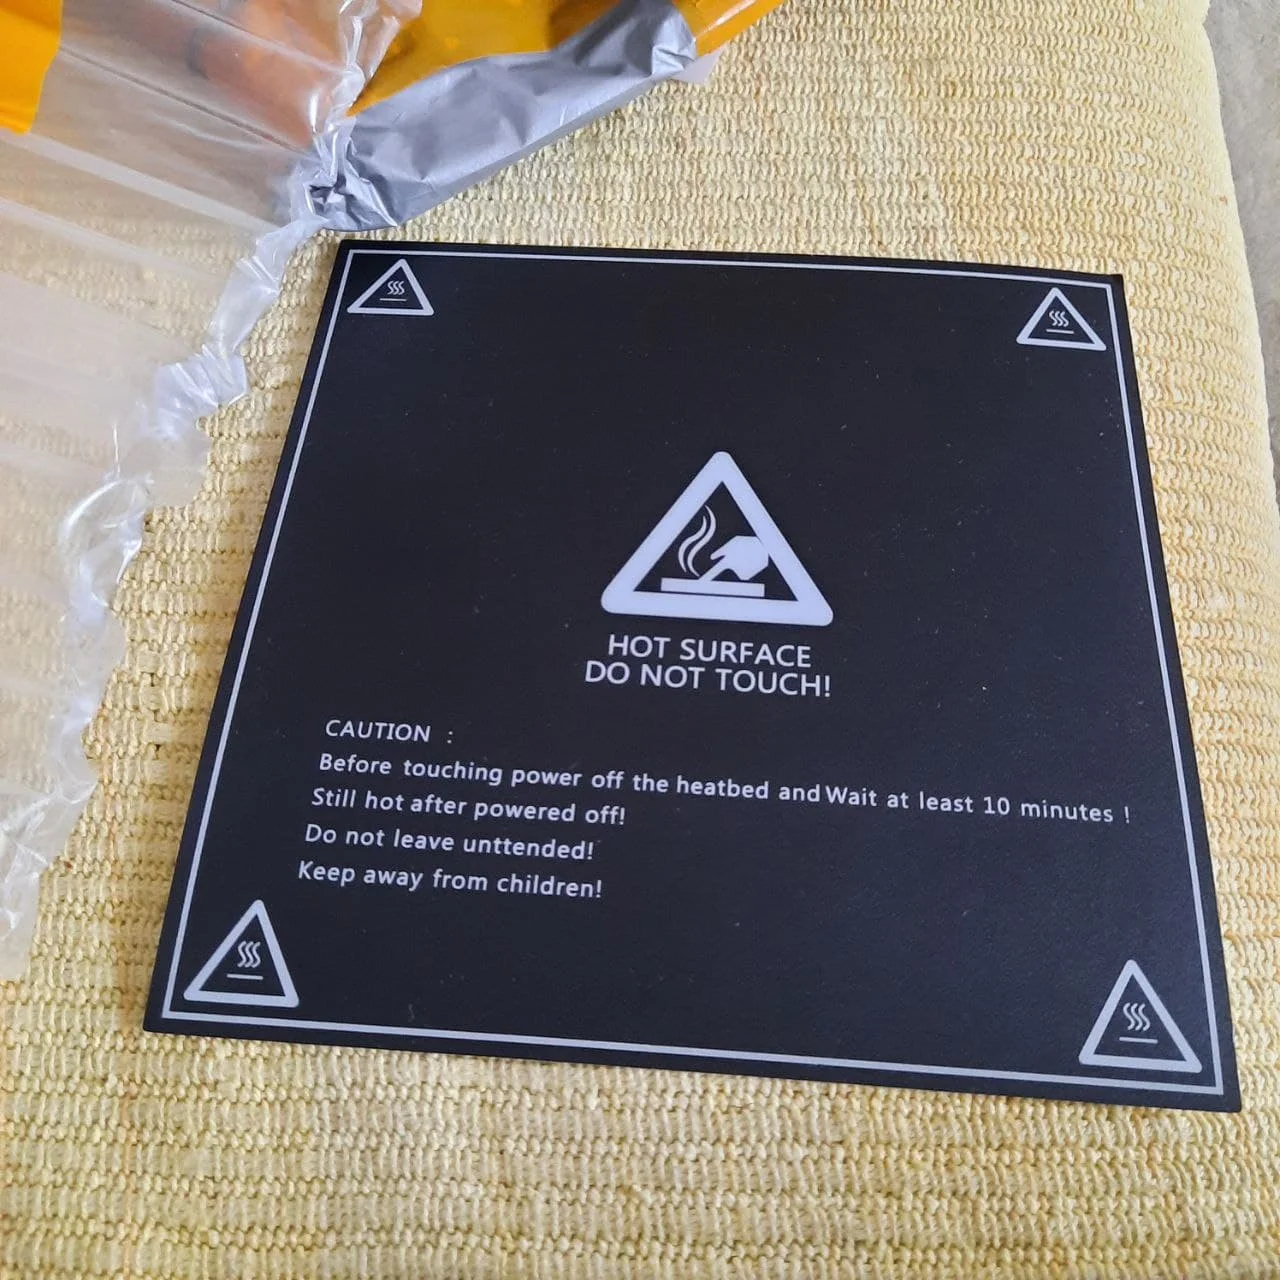 HOT SURFACE
DO NOT TOUCH!
CAUTION :
Before touching power off the heatbed and Wait at least 10 minutes !
Still hot after powered off!
Do not leave unttended!
Keep away from children!